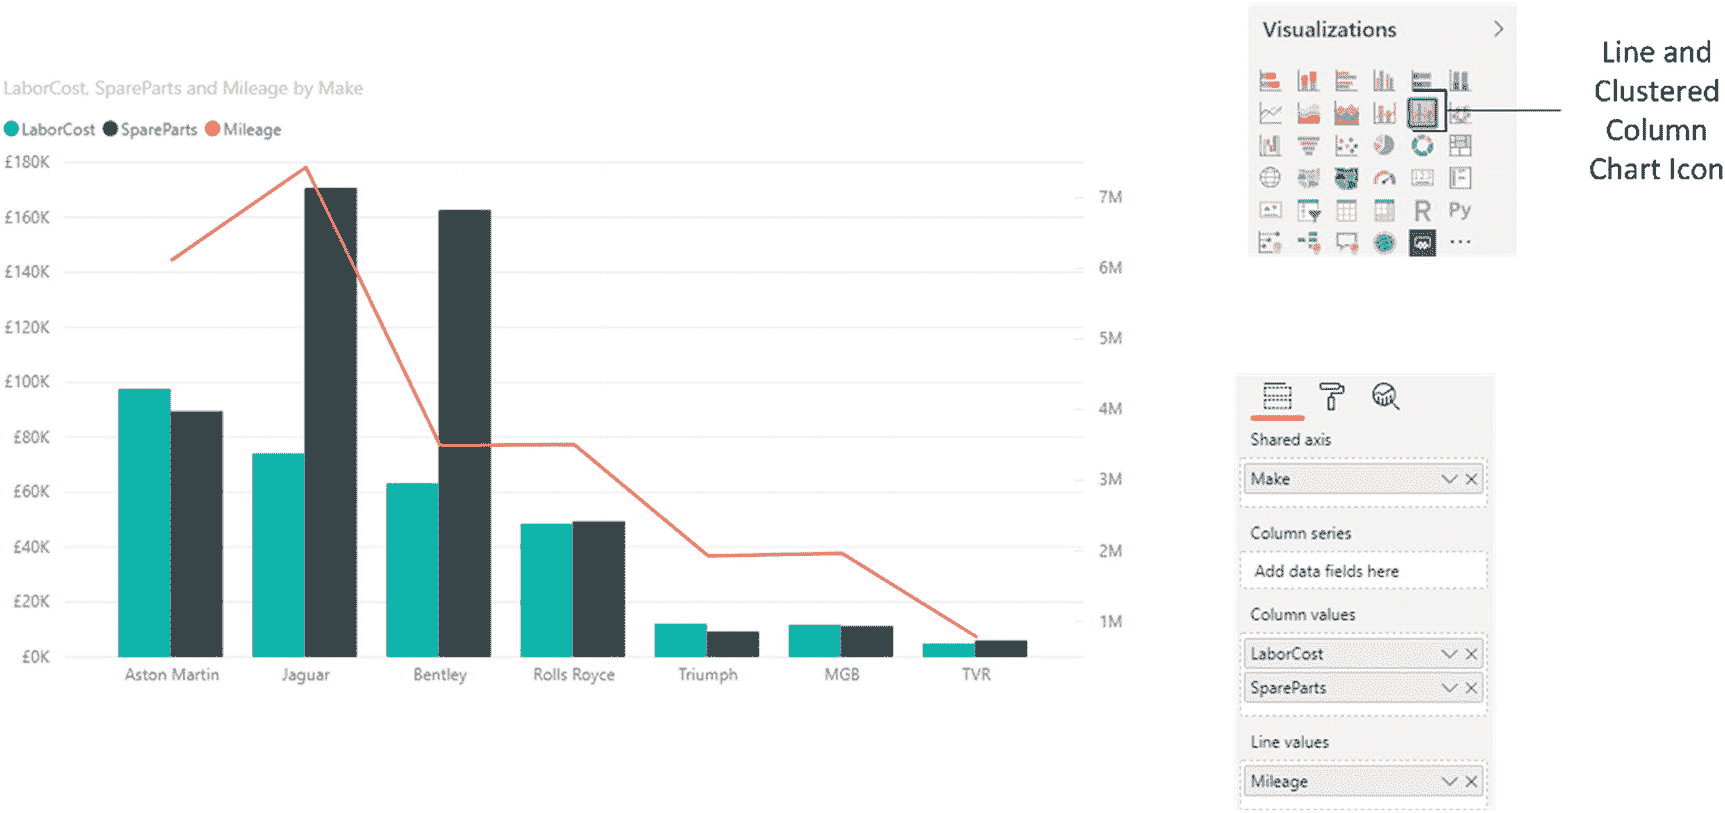 LaborCost, SpareParts and Mileage by Make
LaborCost SpareParts Mileage
£180K
£160K
£140K
£120K
£100K
£80K
£60K
£40K
£20K
£0K
7M
6M
5M
4M
3M
2M
1M
Aston Martin Jaguar Bentley Rolls Royce Triumph MGB TVR
Visualizations
R Py
Line and
Clustered
Column
Chart Icon
Shared axis
Make
Column series
Add data fields here
Column values
LaborCost
SpareParts
Line values
Mileage